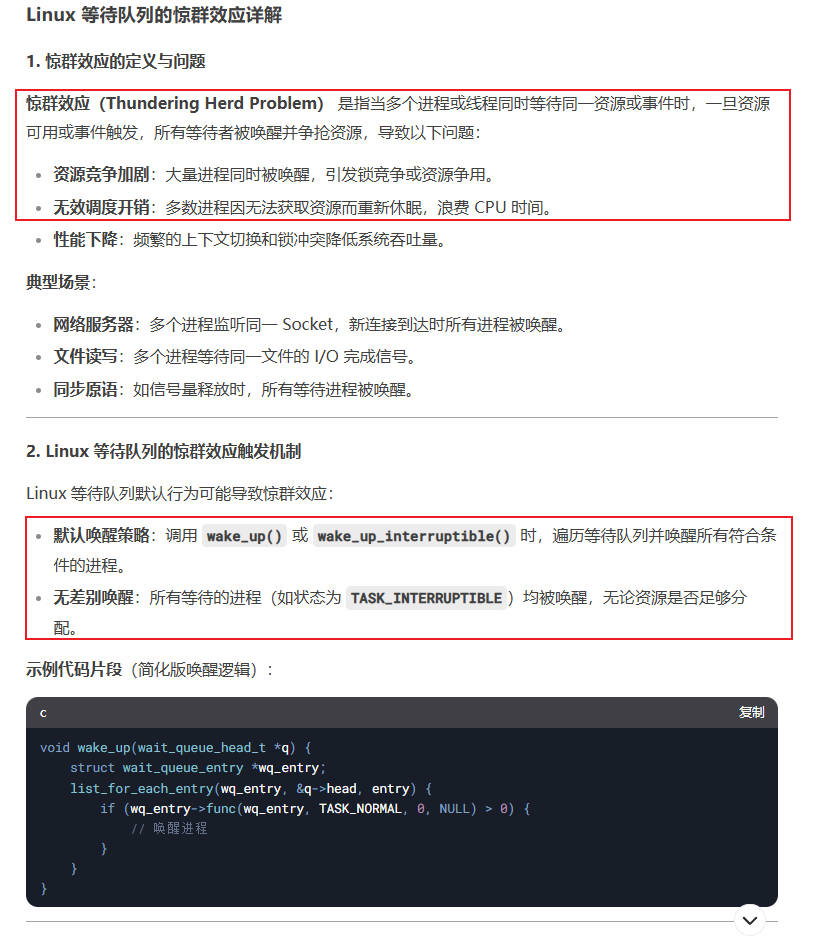 Linux 等待队列的惊群效应详解
1. 惊群效应的定义与问题
惊群效应（Thundering Herd Problem） 是指当多个进程或线程同时等待同一资源或事件时，一旦资源
可用或事件触发，所有等待者被唤醒并争抢资源，导致以下问题：
• 资源竞争加剧：大量进程同时被唤醒，引发锁竞争或资源争用。
• 无效调度开销：多数进程因无法获取资源而重新休眠，浪费 CPU 时间。
• 性能下降：频繁的上下文切换和锁冲突降低系统吞吐量。
典型场景：
• 网络服务器：多个进程监听同一 Socket，新连接到达时所有进程被唤醒。
• 文件读写：多个进程等待同一文件的 I/O 完成信号。
• 同步原语：如信号量释放时，所有等待进程被唤醒。
2. Linux 等待队列的惊群效应触发机制
Linux 等待队列默认行为可能导致惊群效应：
• 默认唤醒策略：调用 wake_up() 或 wake_up_interruptible() 时，遍历等待队列并唤醒所有符合条
件的进程。
• 无差别唤醒：所有等待的进程（如状态为 TASK_INTERRUPTIBLE ）均被唤醒，无论资源是否足够分
配。
示例代码片段（简化版唤醒逻辑）：
c 复制
void wake_up(wait_queue_head_t *q) {
    struct wait_queue_entry *wq_entry;
    list_for_each_entry(wq_entry, &q->head, entry) {
        if (wq_entry->func(wq_entry, TASK_NORMAL, 0, NULL) > 0) {
            // 唤醒进程
        }
    }
}